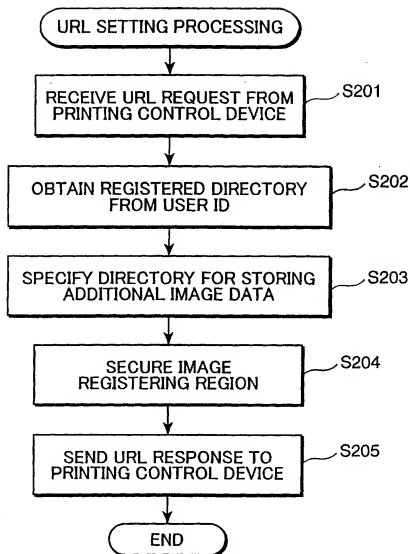 URL SETTING PROCESSING
RECEIVE URL REQUEST FROM
PRINTING CONTROL DEVICE
S201
OBTAIN REGISTERED DIRECTORY
FROM USER ID
S202
SPECIFY DIRECTORY FOR STORING
ADDITIONAL IMAGE DATA
S203
SECURE IMAGE
REGISTERING REGION
S204
SEND URL RESPONSE TO
PRINTING CONTROL DEVICE
S205
END